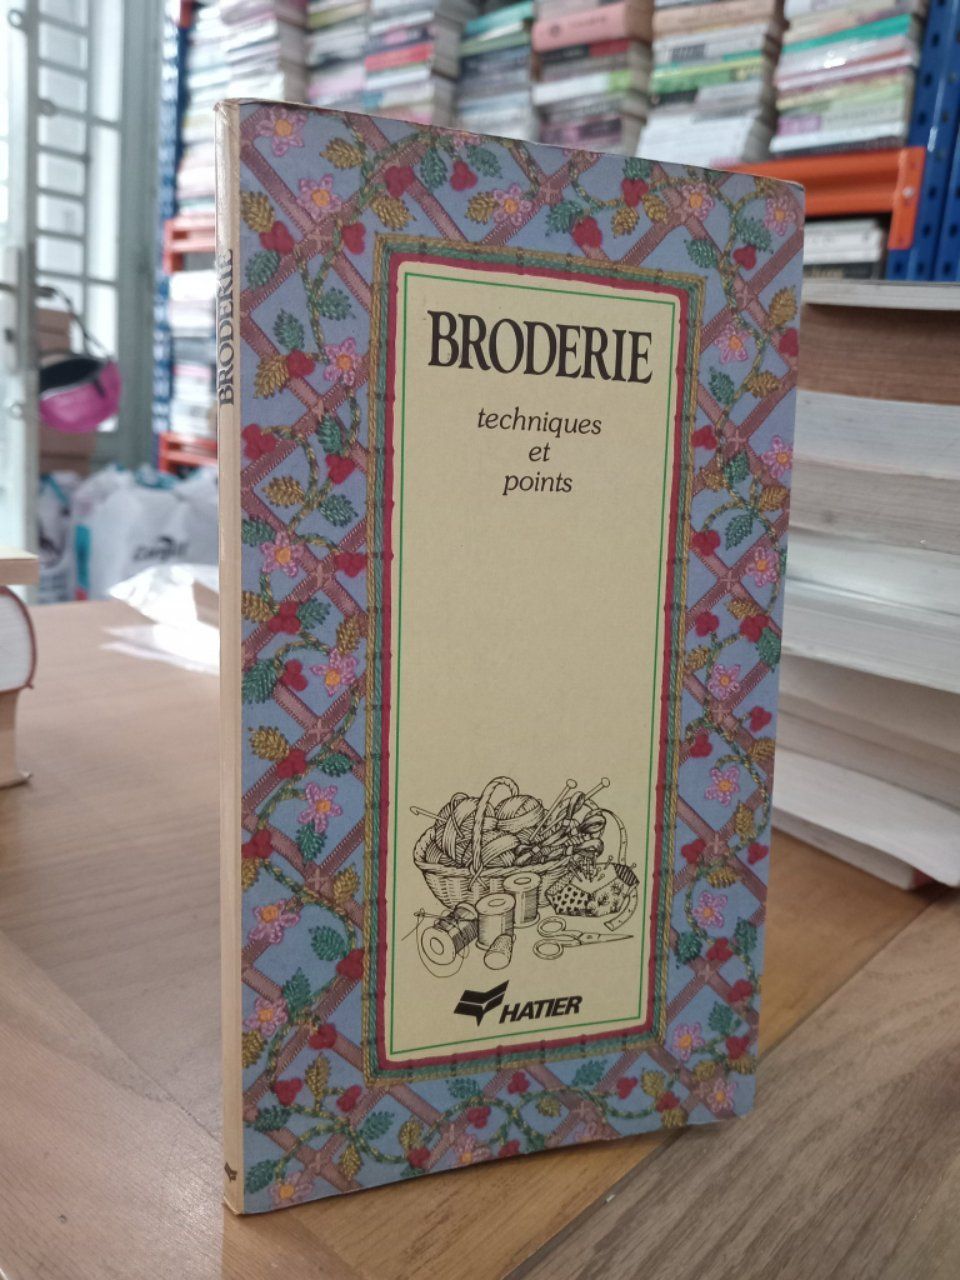 BRODERIE
techniques
et
points
HATIER
BRODERIE